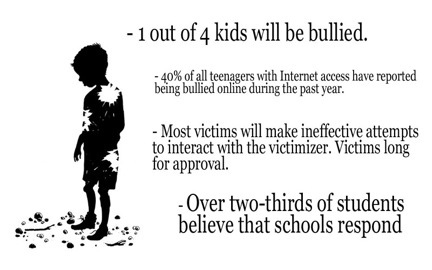 - 1 out of 4 kids will be bullied.
- 40% of all teenagers with Internet access have reported
being bullied online during the past year.
- Most victims will make ineffective attempts
to interact with the victimizer. Victims long
for approval.
- Over two-thirds of students
believe that schools respond